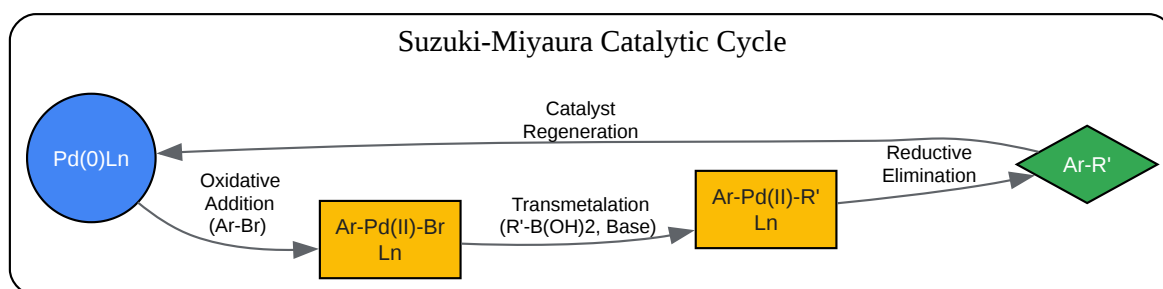 Suzuki-Miyaura Catalytic Cycle
Catalyst
Regeneration
Pd(0)Ln
Oxidative
Addition
(Ar-Br)
Ar-Pd(II)-Br
Ln
Transmetalation
(R'-B(OH)2, Base)
Ar-Pd(II)-R'
Ln
Reductive
Elimination
Ar-R'